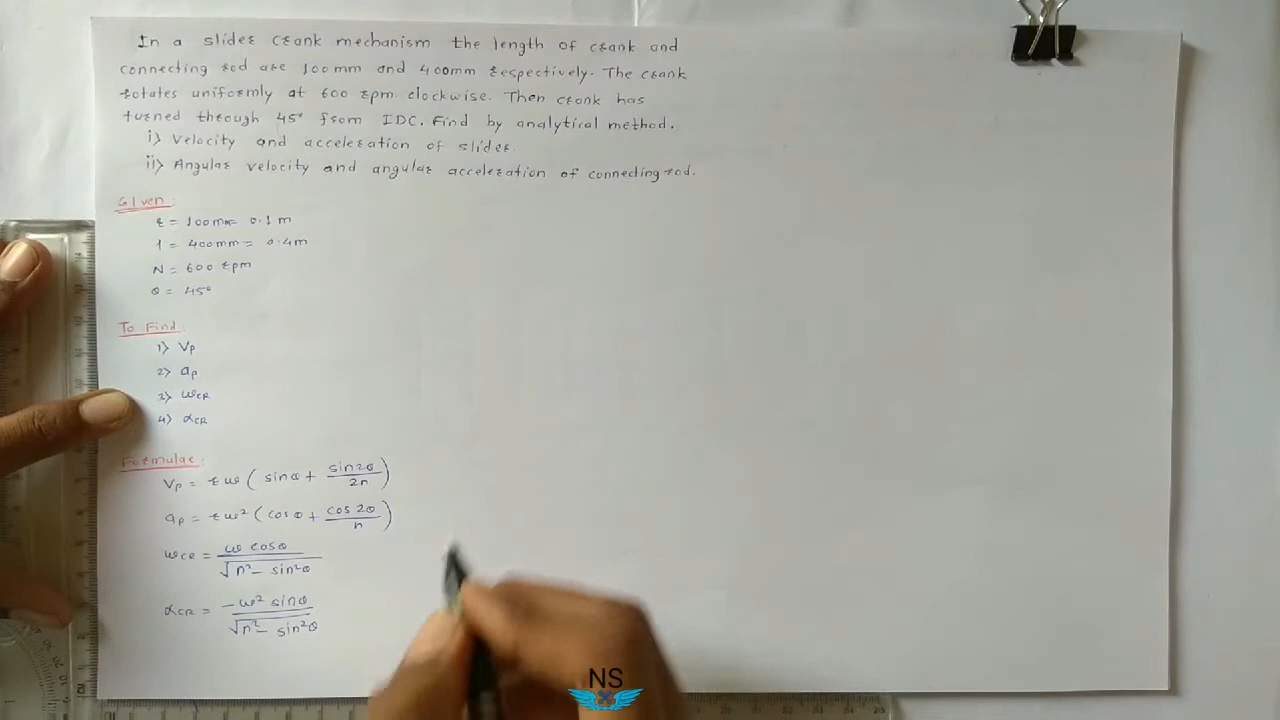 In a slider crank mechanism the length of crank and
connecting rod are 100 mm and 400mm respectively. The crank
rotates uniformly at 600 rpm clockwise. Then crank has
turned through 45° from IDC. Find by analytical method.
i) Velocity and acceleration of slider.
ii) Angular velocity and angular acceleration of connecting rod.
Given:
r = 100mm = 0.1 m
l = 400mm = 0.4m
N = 600 rpm
θ = 45°
To Find:
1) Vp
2) ap
3) ωCR
4) αCR
Formulae:
Vp = rω ( sinθ + sin2θ / 2n )
ap = rω² ( cosθ + cos 2θ / n )
ωCR = ω cosθ / √n² - sin²θ
αCR = -ω² sinθ / √n² - sin²θ
NS